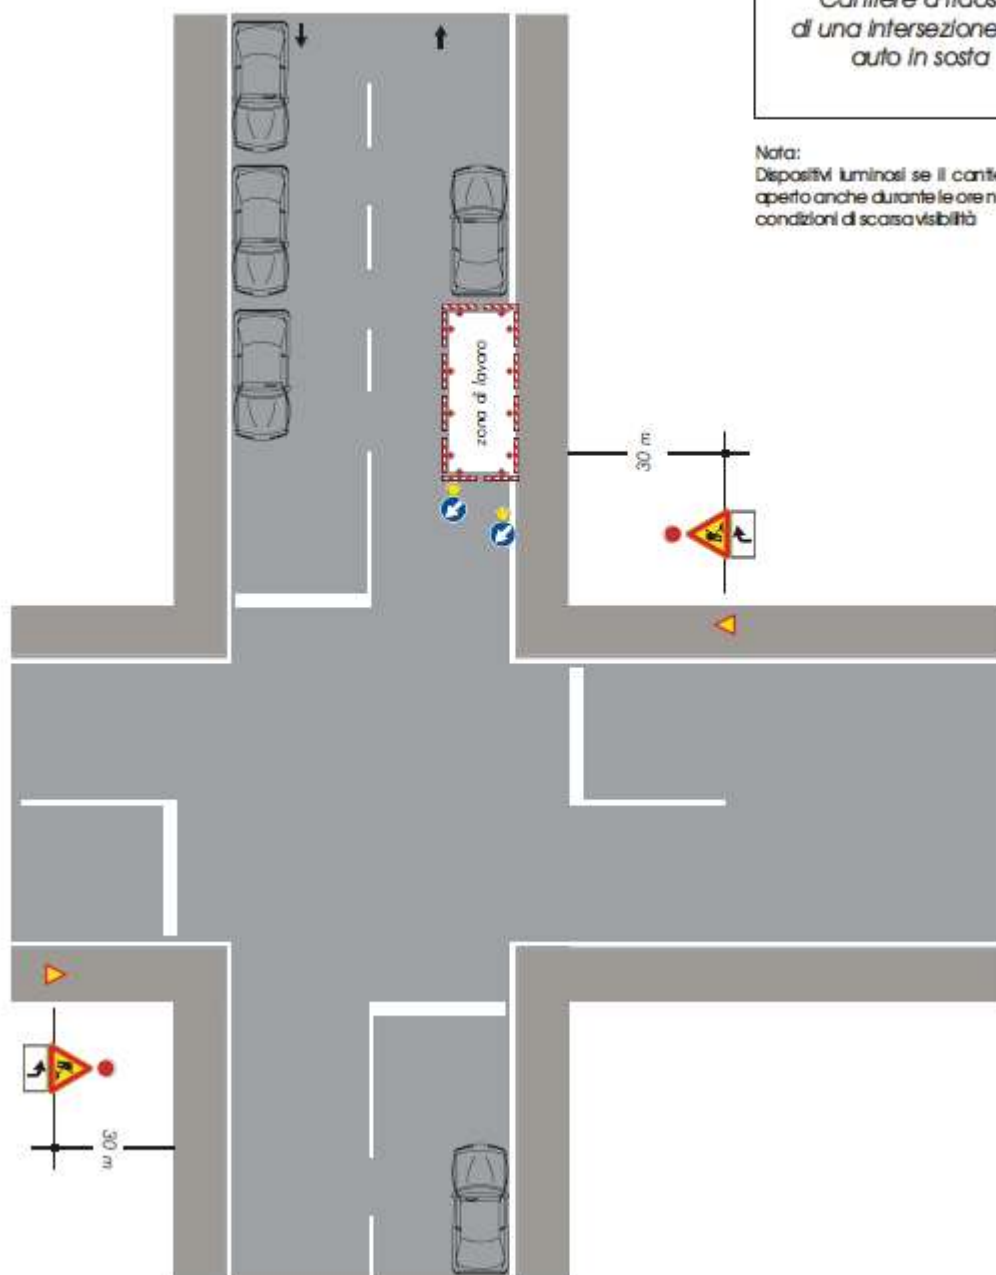 di una intersezione
auto in sosta
Nota:
Dispositivi luminosi se il
aperto anche durante le ore
condizioni di scarsa visibilità
zona di lavoro
30 m
30 m